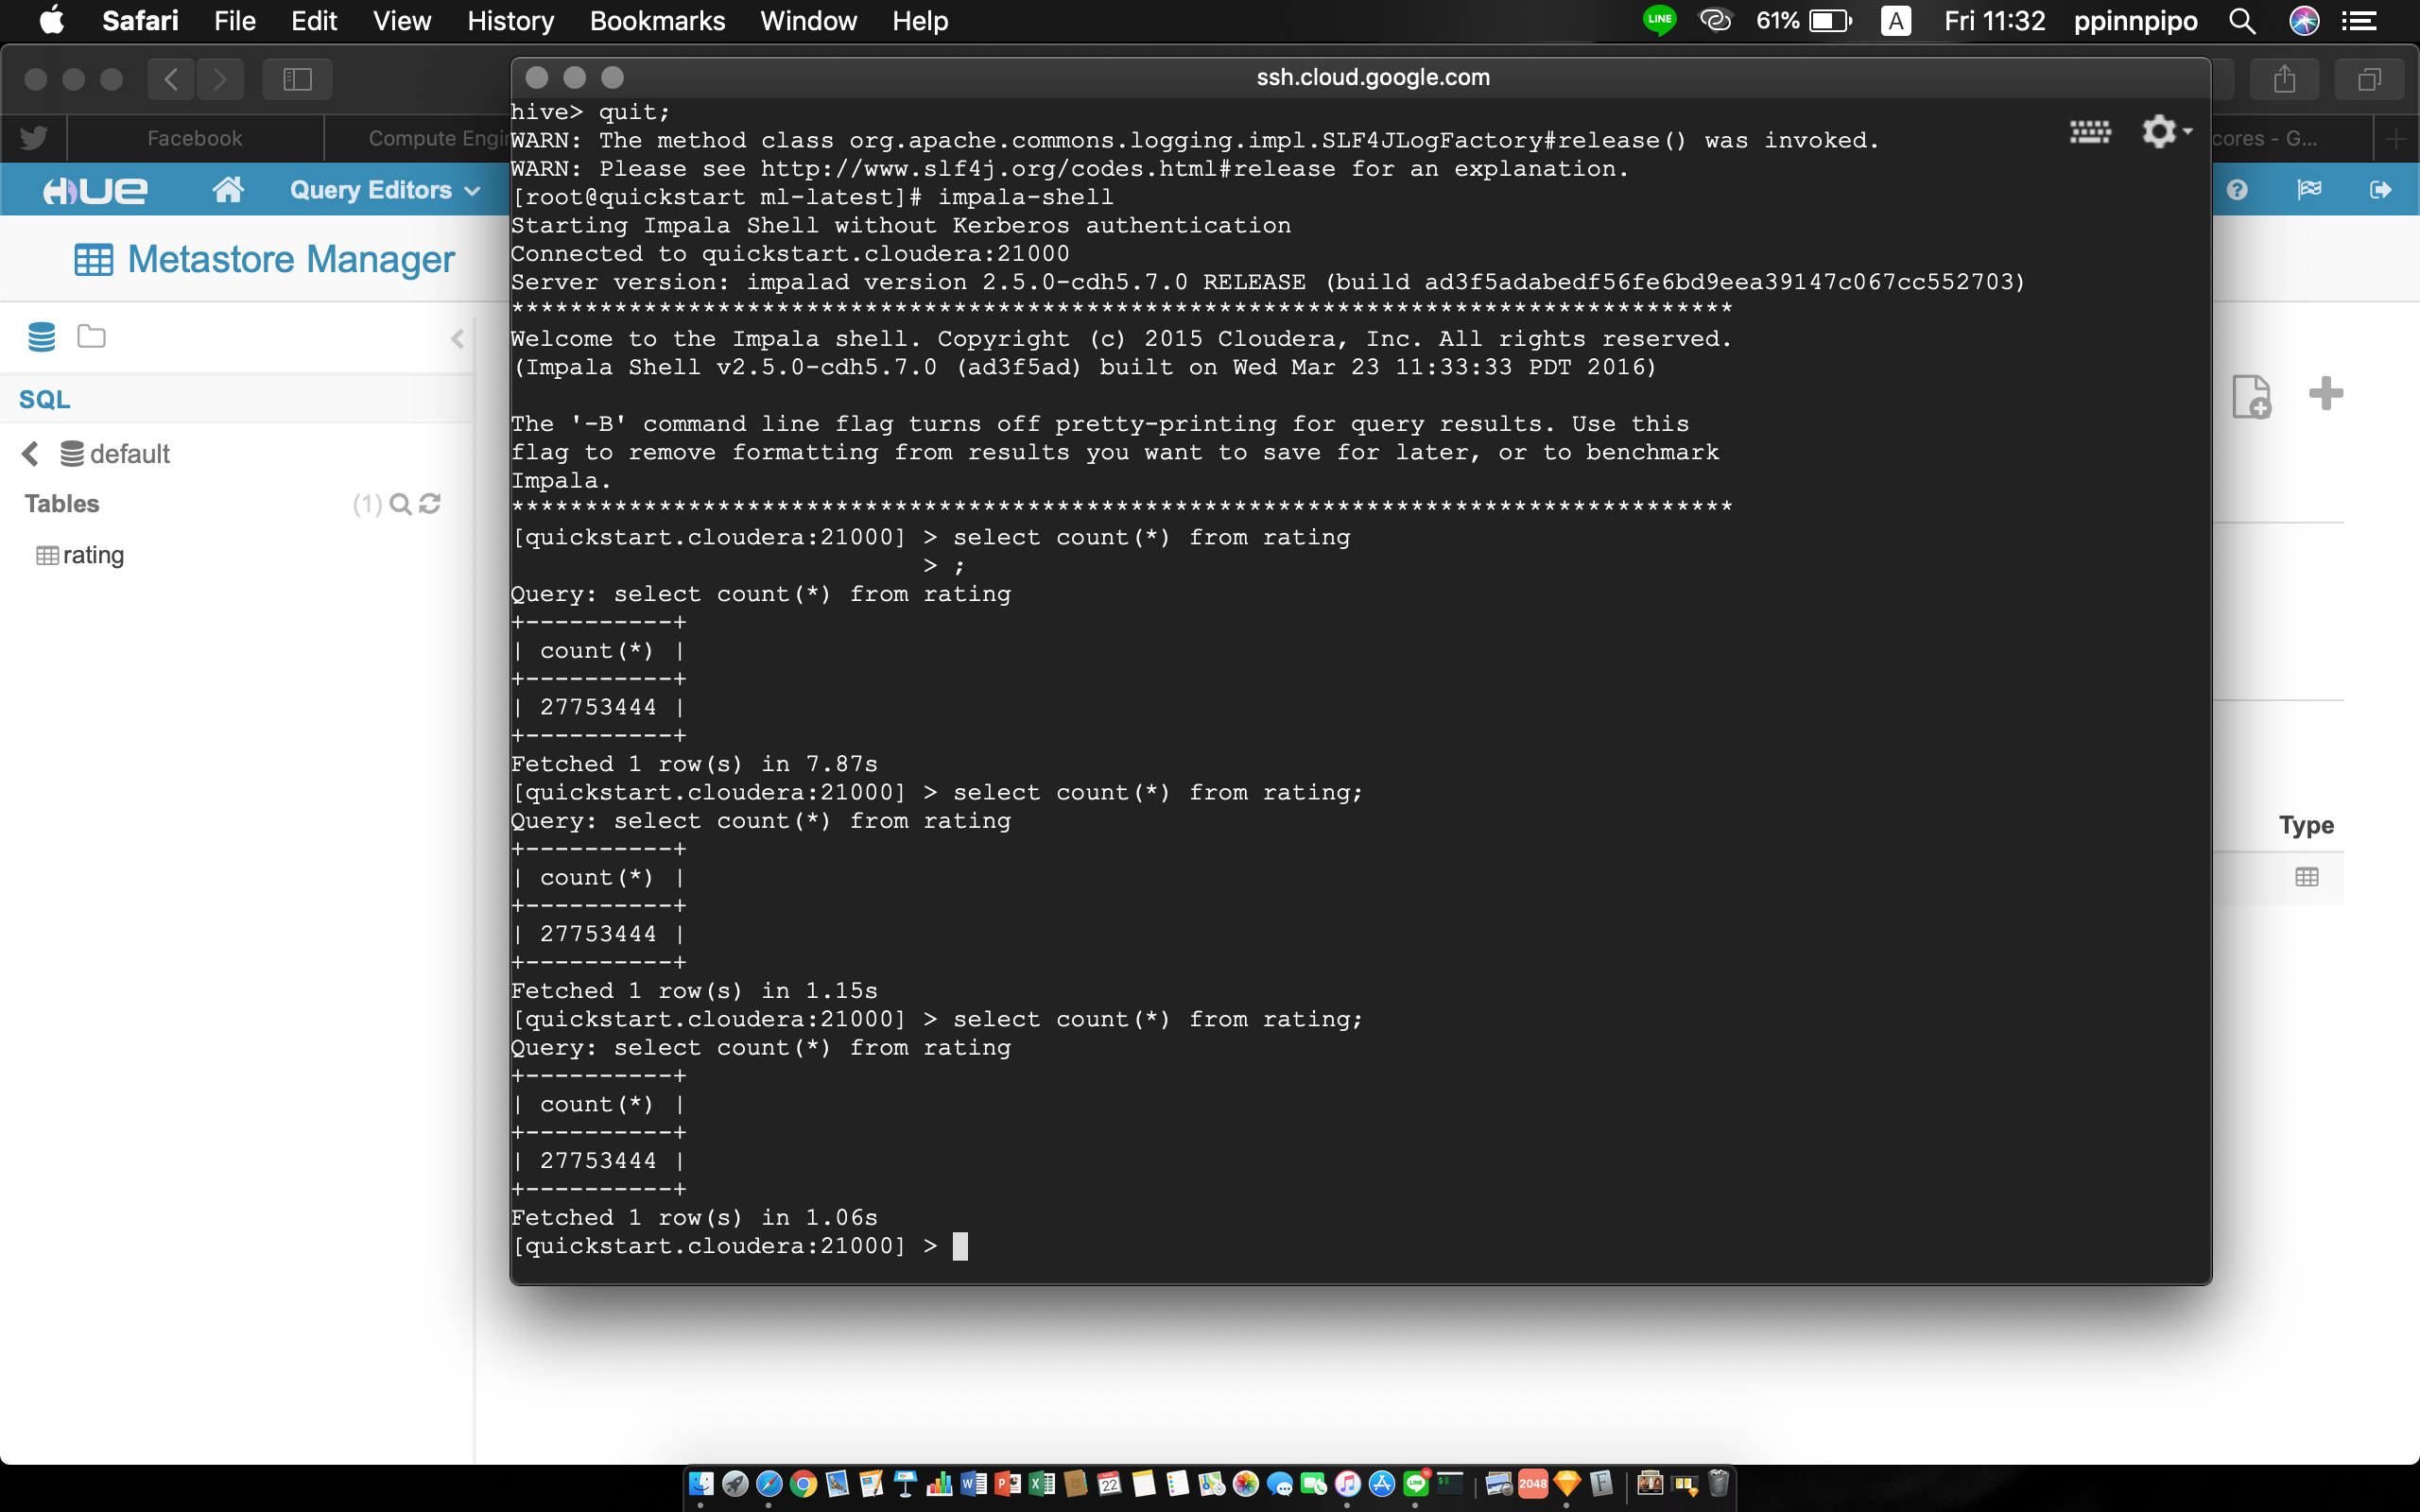 Safari File Edit View History Bookmarks Window Help LINE 61% A Fri 11:32 ppinnpipo
ssh.cloud.google.com
Facebook Compute Engi cores - G...
HUE Query Editors
Metastore Manager
SQL
default
Tables (1)
rating
Type
hive> quit;
WARN: The method class org.apache.commons.logging.impl.SLF4JLogFactory#release() was invoked.
WARN: Please see http://www.slf4j.org/codes.html#release for an explanation.
[root@quickstart ml-latest]# impala-shell
Starting Impala Shell without Kerberos authentication
Connected to quickstart.cloudera:21000
Server version: impalad version 2.5.0-cdh5.7.0 RELEASE (build ad3f5adabedf56fe6bd9eea39147c067cc552703)
***********************************************************************************
Welcome to the Impala shell. Copyright (c) 2015 Cloudera, Inc. All rights reserved.
(Impala Shell v2.5.0-cdh5.7.0 (ad3f5ad) built on Wed Mar 23 11:33:33 PDT 2016)
The '-B' command line flag turns off pretty-printing for query results. Use this
flag to remove formatting from results you want to save for later, or to benchmark
Impala.
***********************************************************************************
[quickstart.cloudera:21000] > select count(*) from rating
> ;
Query: select count(*) from rating
+----------+
| count(*) |
+----------+
| 27753444 |
+----------+
Fetched 1 row(s) in 7.87s
[quickstart.cloudera:21000] > select count(*) from rating;
Query: select count(*) from rating
+----------+
| count(*) |
+----------+
| 27753444 |
+----------+
Fetched 1 row(s) in 1.15s
[quickstart.cloudera:21000] > select count(*) from rating;
Query: select count(*) from rating
+----------+
| count(*) |
+----------+
| 27753444 |
+----------+
Fetched 1 row(s) in 1.06s
[quickstart.cloudera:21000] >
22 2048